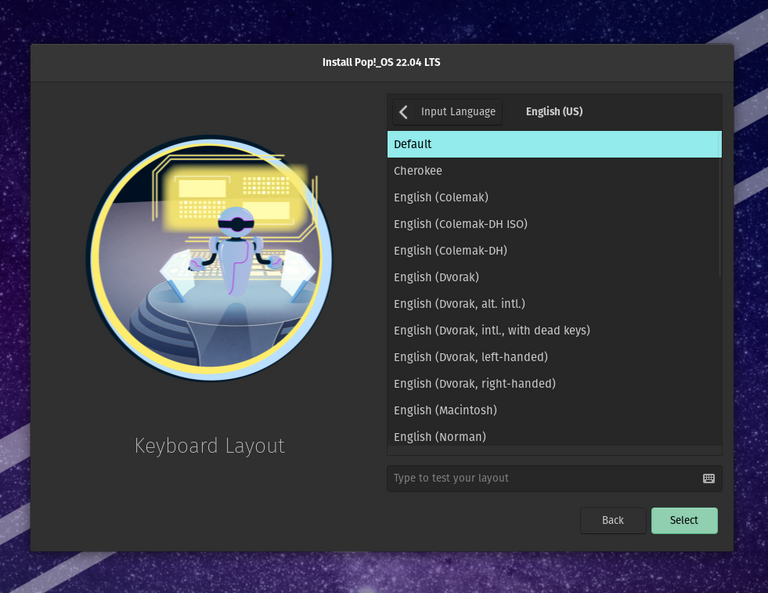 Install Pop!_OS 22.04 LTS
Input Language English (US)
Default
Cherokee
English (Colemak)
English (Colemak-DH ISO)
English (Colemak-DH)
English (Dvorak)
English (Dvorak, alt. intl.)
English (Dvorak, intl., with dead keys)
English (Dvorak, left-handed)
English (Dvorak, right-handed)
English (Macintosh)
English (Norman)
Keyboard Layout
Type to test your layout
Back Select